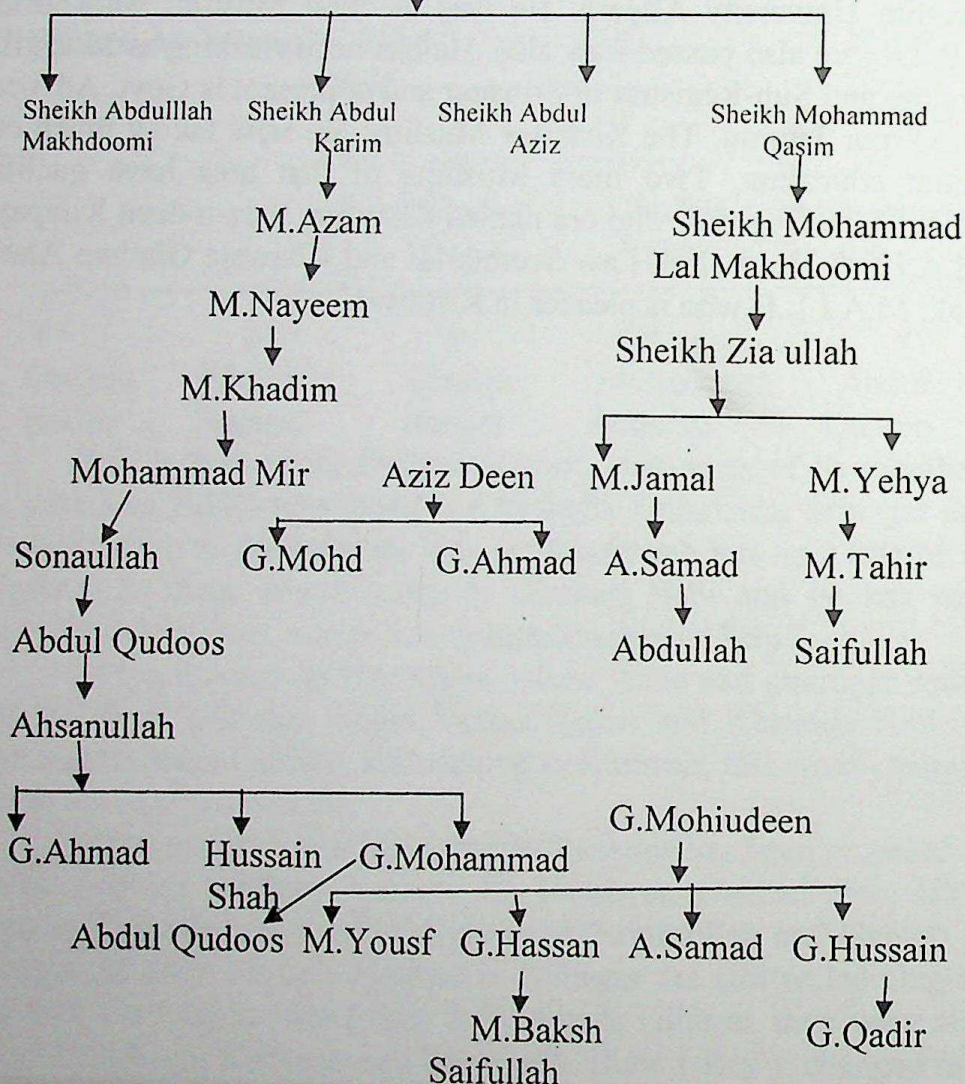 Sheikh Abdulllah Sheikh Abdul Sheikh Abdul Sheikh Mohammad
Makhdoomi Karim Aziz Qasim
M.Azam Sheikh Mohammad
Lal Makhdoomi
M.Nayeem
Sheikh Zia ullah
M.Khadim
Mohammad Mir Aziz Deen M.Jamal M.Yehya
Sonaullah G.Mohd G.Ahmad A.Samad M.Tahir
Abdul Qudoos Abdullah Saifullah
Ahsanullah
G.Mohiudeen
G.Ahmad Hussain G.Mohammad
Shah
Abdul Qudoos M.Yousf G.Hassan A.Samad G.Hussain
M.Baksh G.Qadir
Saifullah